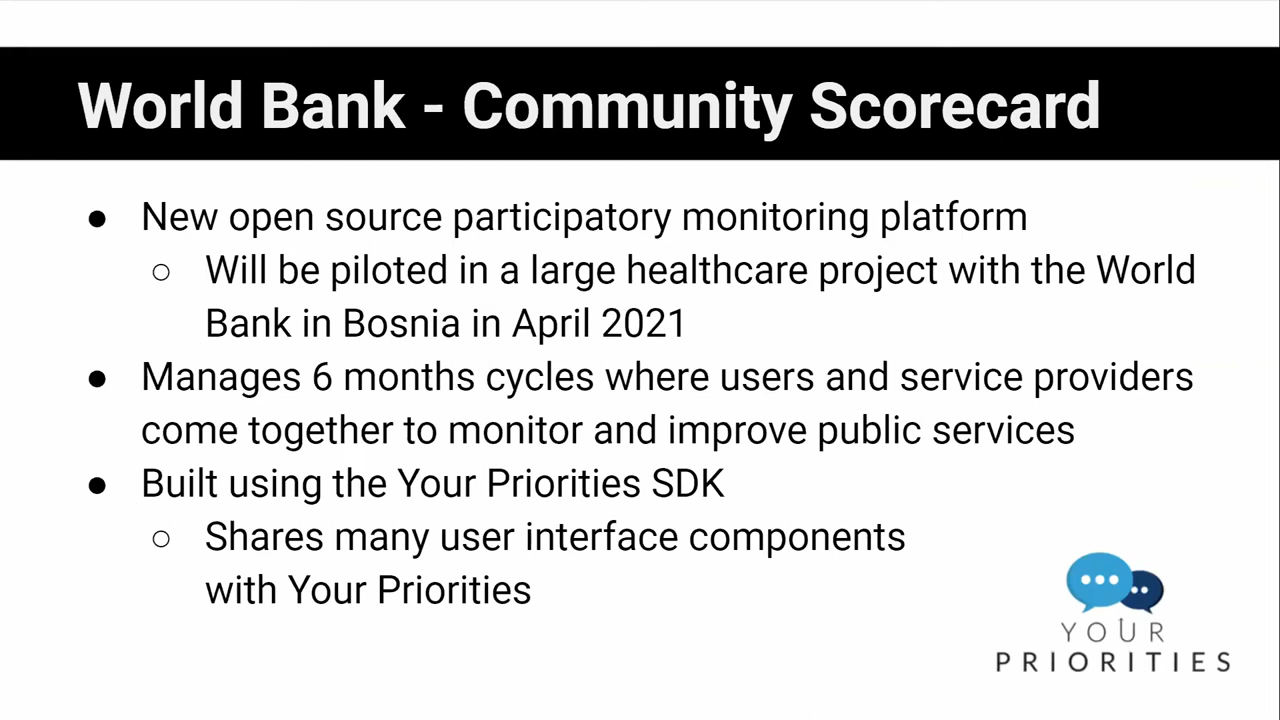 World Bank - Community Scorecard
● New open source participatory monitoring platform
○ Will be piloted in a large healthcare project with the World
Bank in Bosnia in April 2021
● Manages 6 months cycles where users and service providers
come together to monitor and improve public services
● Built using the Your Priorities SDK
○ Shares many user interface components
with Your Priorities
YOUR
PRIORITIES